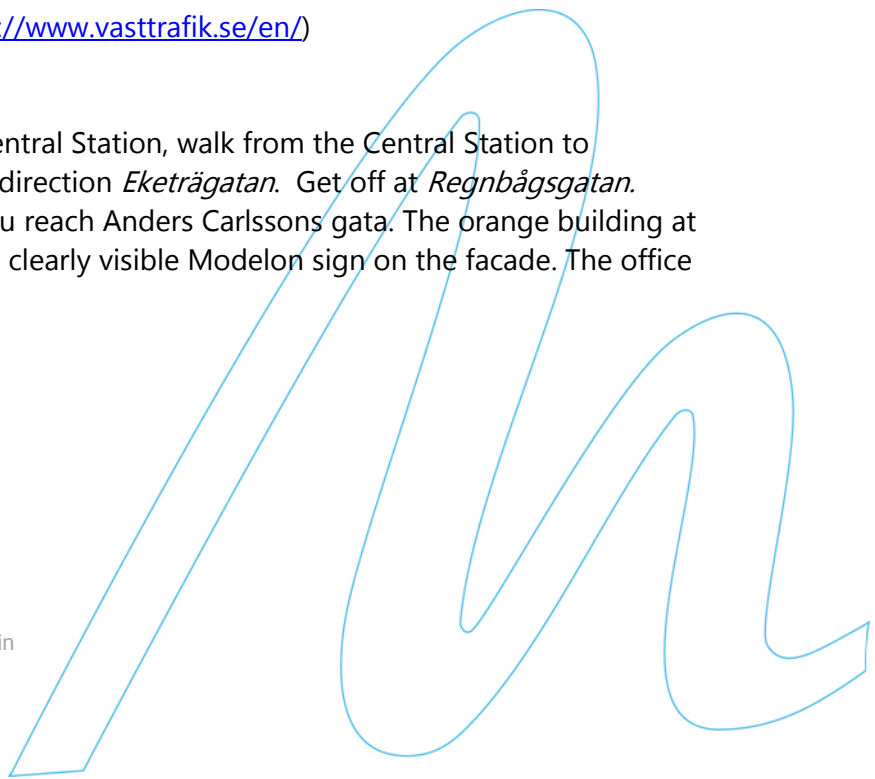 ://www.vasttrafik.se/en/)
entral Station, walk from the Central Station to
direction Eketrägatan. Get off at Regnbågsgatan.
u reach Anders Carlssons gata. The orange building at
clearly visible Modelon sign on the facade. The office
in